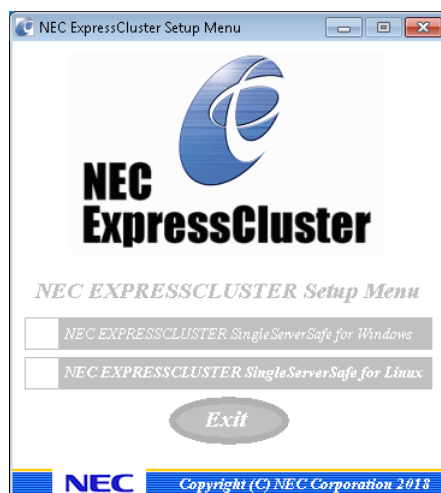 NEC ExpressCluster Setup Menu
NEC
ExpressCluster
NEC EXPRESSCLUSTER Setup Menu
NEC EXPRESSCLUSTER SingleServerSafe for Windows
NEC EXPRESSCLUSTER SingleServerSafe for Linux
Exit
NEC Copyright (C) NEC Corporation 2018